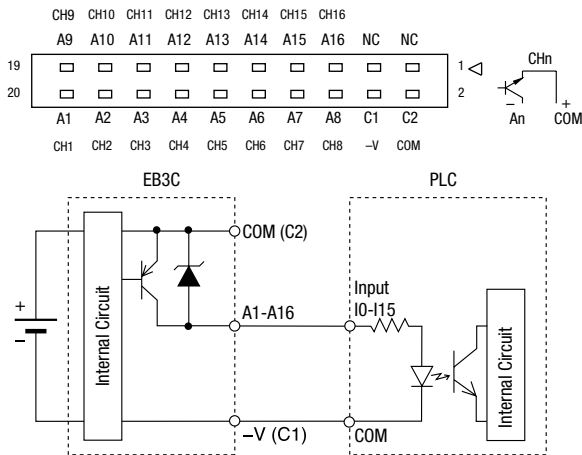 CH9 CH10 CH11 CH12 CH13 CH14 CH15 CH16
A9 A10 A11 A12 A13 A14 A15 A16 NC NC
19 1 CHn
20 2
− +
An COM
A1 A2 A3 A4 A5 A6 A7 A8 C1 C2
CH1 CH2 CH3 CH4 CH5 CH6 CH7 CH8 –V COM
EB3C PLC
COM (C2)
Internal Circuit
+
−
A1-A16
Input
I0-I15
Internal Circuit
–V (C1)
COM